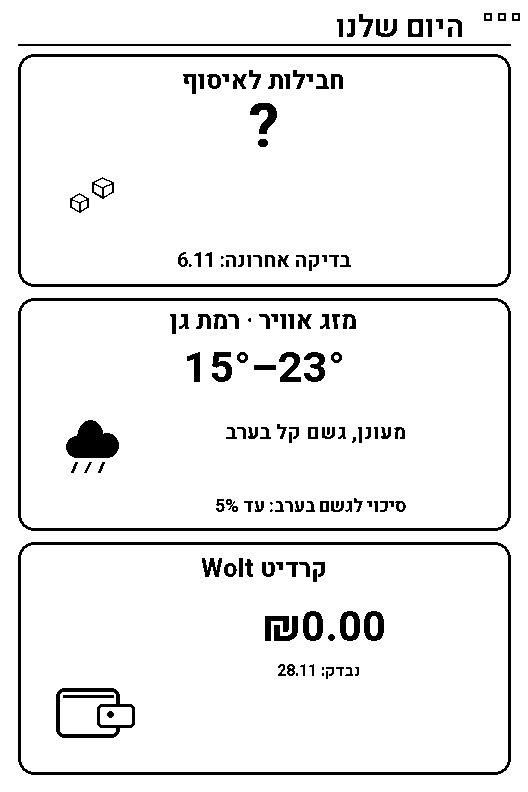 היום שלנו
חבילות לאיסוף
?
בדיקה אחרונה: 6.11
מזג אוויר · רמת גן
15°–23°
מעונן, גשם קל בערב
סיכוי לגשם בערב: עד 5%
קרדיט Wolt
₪0.00
נבדק: 28.11